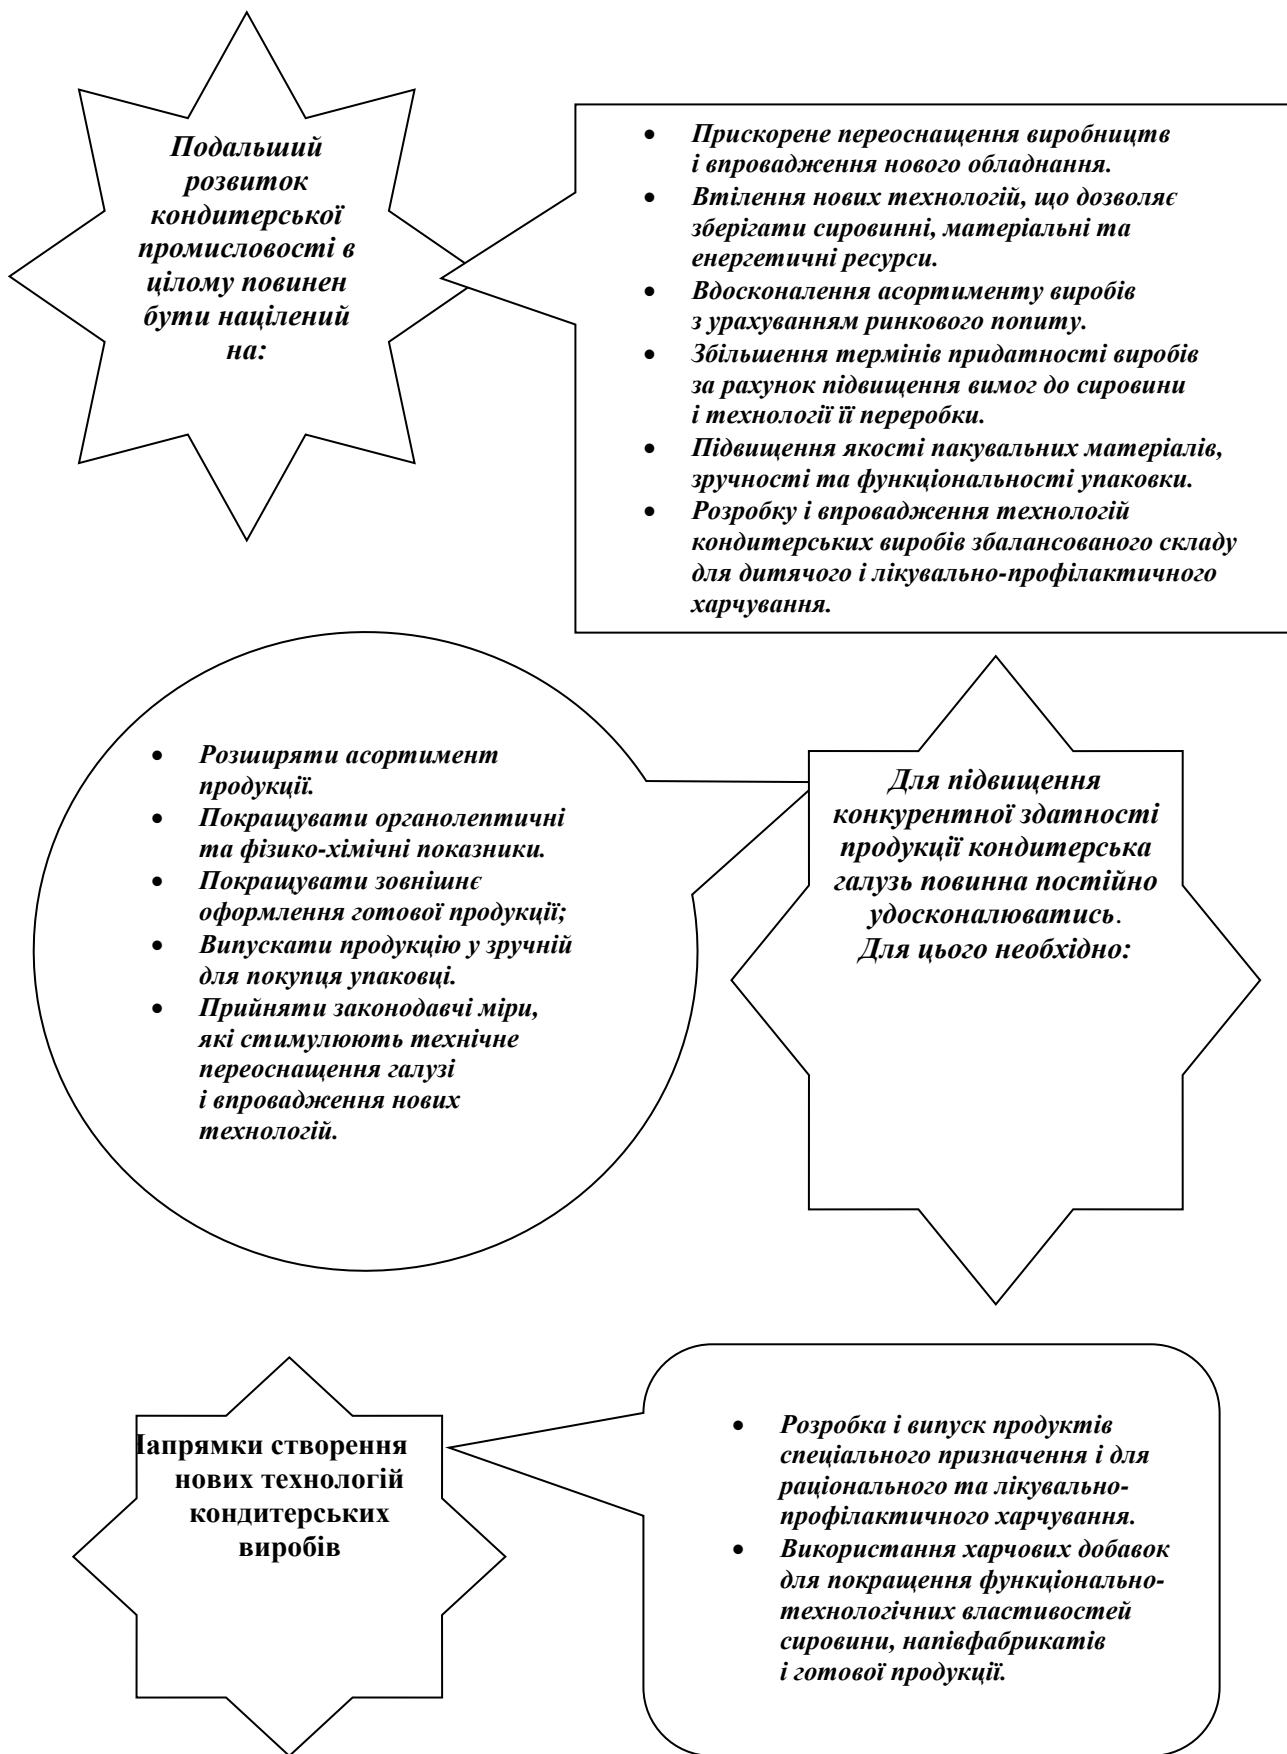 Подальший
розвиток
кондитерської
промисловості в
цілому повинен
бути націлений
на:
• Прискорене переоснащення виробництв
і впровадження нового обладнання.
• Втілення нових технологій, що дозволяє
зберігати сировинні, матеріальні та
енергетичні ресурси.
• Вдосконалення асортименту виробів
з урахуванням ринкового попиту.
• Збільшення термінів придатності виробів
за рахунок підвищення вимог до сировини
і технології її переробки.
• Підвищення якості пакувальних матеріалів,
зручності та функціональності упаковки.
• Розробку і впровадження технологій
кондитерських виробів збалансованого складу
для дитячого і лікувально-профілактичного
харчування.
• Розширяти асортимент
продукції.
• Покращувати органолептичні
та фізико-хімічні показники.
• Покращувати зовнішнє
оформлення готової продукції;
• Випускати продукцію у зручній
для покупця упаковці.
• Прийняти законодавчі міри,
які стимулюють технічне
переоснащення галузі
і впровадження нових
технологій.
Для підвищення
конкурентної здатності
продукції кондитерська
галузь повинна постійно
удосконалюватись.
Для цього необхідно:
Напрямки створення
нових технологій
кондитерських
виробів
• Розробка і випуск продуктів
спеціального призначення і для
раціонального та лікувально-
профілактичного харчування.
• Використання харчових добавок
для покращення функціонально-
технологічних властивостей
сировини, напівфабрикатів
і готової продукції.